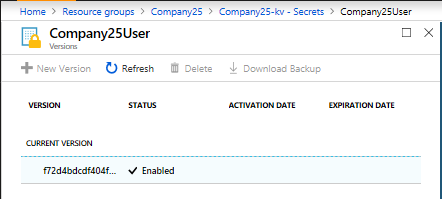 Home > Resource groups > Company25 > Company25-kv - Secrets > Company25User
Company25User
Versions
New Version Refresh Delete Download Backup
VERSION STATUS ACTIVATION DATE EXPIRATION DATE
CURRENT VERSION
f72d4bdcdf404f... Enabled